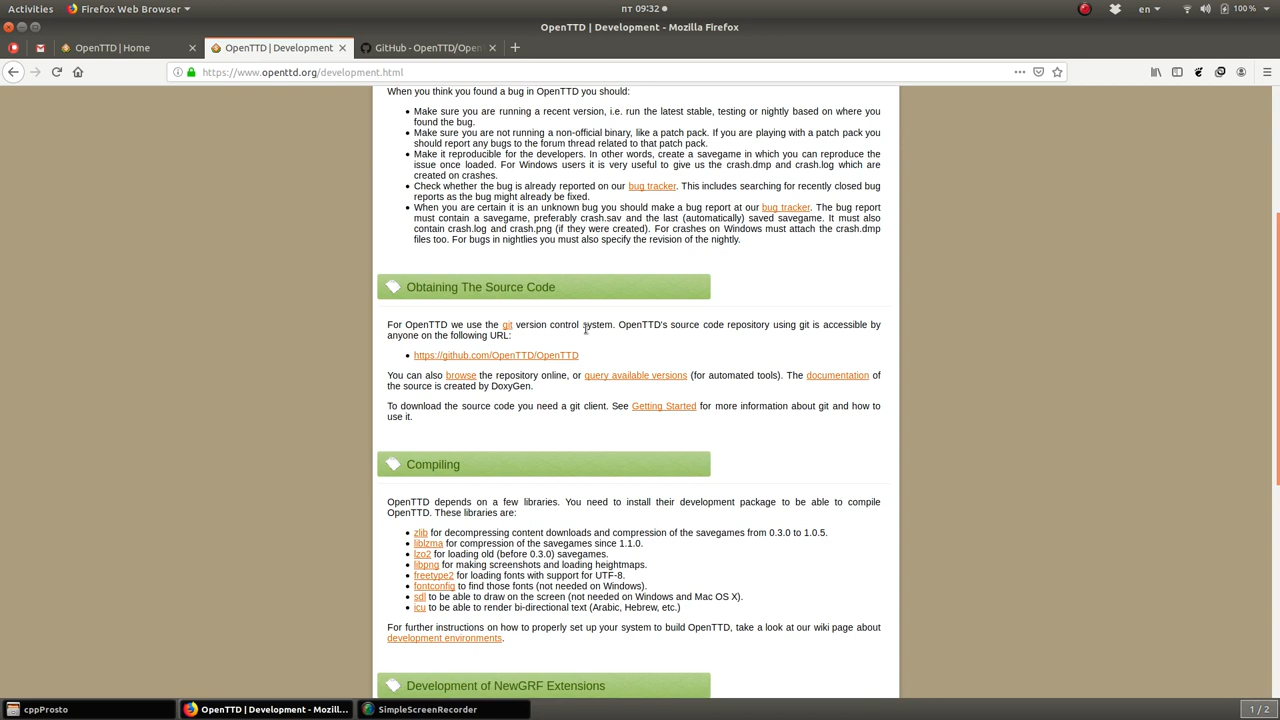 Activities Firefox Web Browser пт 09:32 en 100 %
OpenTTD | Development - Mozilla Firefox
OpenTTD | Home OpenTTD | Development GitHub - OpenTTD/Open
https://www.openttd.org/development.html
When you think you found a bug in OpenTTD you should:
Make sure you are running a recent version, i.e. run the latest stable, testing or nightly based on where you
found the bug.
Make sure you are not running a non-official binary, like a patch pack. If you are playing with a patch pack you
should report any bugs to the forum thread related to that patch pack.
Make it reproducible for the developers. In other words, create a savegame in which you can reproduce the
issue once loaded. For Windows users it is very useful to give us the crash.dmp and crash.log which are
created on crashes.
Check whether the bug is already reported on our bug tracker. This includes searching for recently closed bug
reports as the bug might already be fixed.
When you are certain it is an unknown bug you should make a bug report at our bug tracker. The bug report
must contain a savegame, preferably crash.sav and the last (automatically) saved savegame. It must also
contain crash.log and crash.png (if they were created). For crashes on Windows must attach the crash.dmp
files too. For bugs in nightlies you must also specify the revision of the nightly.
Obtaining The Source Code
For OpenTTD we use the git version control system. OpenTTD's source code repository using git is accessible by
anyone on the following URL:
https://github.com/OpenTTD/OpenTTD
You can also browse the repository online, or query available versions (for automated tools). The documentation of
the source is created by DoxyGen.
To download the source code you need a git client. See Getting Started for more information about git and how to
use it.
Compiling
OpenTTD depends on a few libraries. You need to install their development package to be able to compile
OpenTTD. These libraries are:
zlib for decompressing content downloads and compression of the savegames from 0.3.0 to 1.0.5.
liblzma for compression of the savegames since 1.1.0.
lzo2 for loading old (before 0.3.0) savegames.
libpng for making screenshots and loading heightmaps.
freetype2 for loading fonts with support for UTF-8.
fontconfig to find those fonts (not needed on Windows).
sdl to be able to draw on the screen (not needed on Windows and Mac OS X).
icu to be able to render bi-directional text (Arabic, Hebrew, etc.)
For further instructions on how to properly set up your system to build OpenTTD, take a look at our wiki page about
development environments.
Development of NewGRF Extensions
cppProsto OpenTTD | Development - Mozill... SimpleScreenRecorder 1 / 2